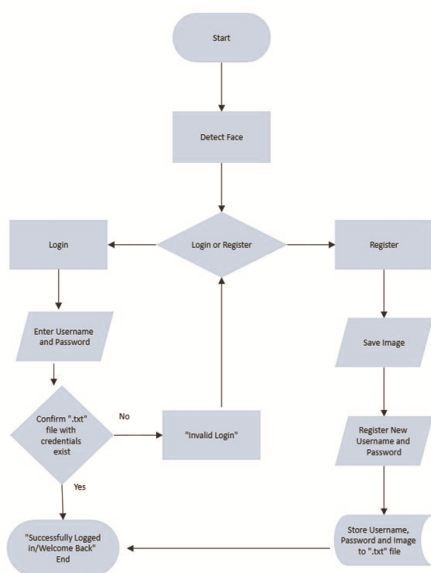 Start
Detect Face
Login
Login or Register
Register
Enter Username
and Password
Save Image
Confirm ".txt"
file with
credentials
exist
No
"Invalid Login"
Register New
Username and
Password
Yes
"Successfully Logged
in/Welcome Back"
End
Store Username,
Password and Image
to ".txt" file